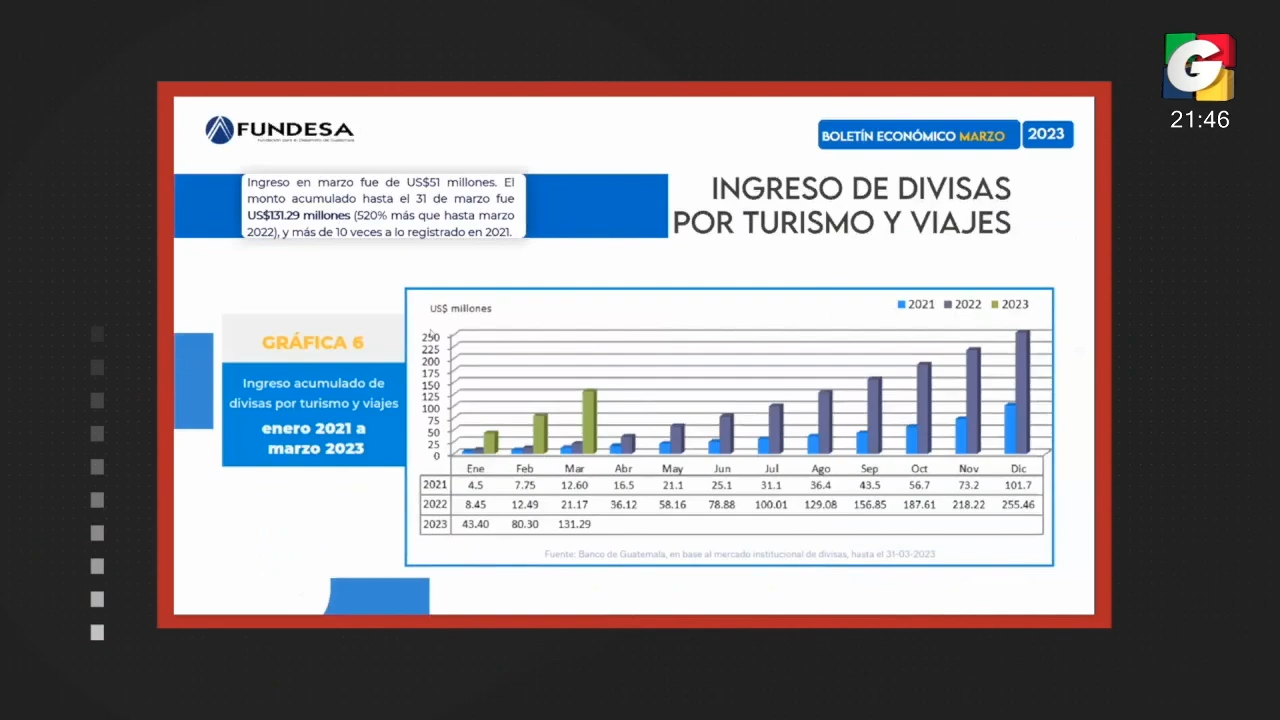 G
21:46
FUNDESA
Fundación para el Desarrollo de Guatemala
BOLETÍN ECONÓMICO MARZO 2023
Ingreso en marzo fue de US$51 millones. El
monto acumulado hasta el 31 de marzo fue
US$131.29 millones (520% más que hasta marzo
2022), y más de 10 veces a lo registrado en 2021.
INGRESO DE DIVISAS
POR TURISMO Y VIAJES
GRÁFICA 6
Ingreso acumulado de
divisas por turismo y viajes
enero 2021 a
marzo 2023
US$ millones
2021 2022 2023
250
225
200
175
150
125
100
75
50
25
0
Ene Feb Mar Abr May Jun Jul Ago Sep Oct Nov Dic
2021 4.5 7.75 12.60 16.5 21.1 25.1 31.1 36.4 43.5 56.7 73.2 101.7
2022 8.45 12.49 21.17 36.12 58.16 78.88 100.01 129.08 156.85 187.61 218.22 255.46
2023 43.40 80.30 131.29
Fuente: Banco de Guatemala, en base al mercado institucional de divisas, hasta el 31-03-2023